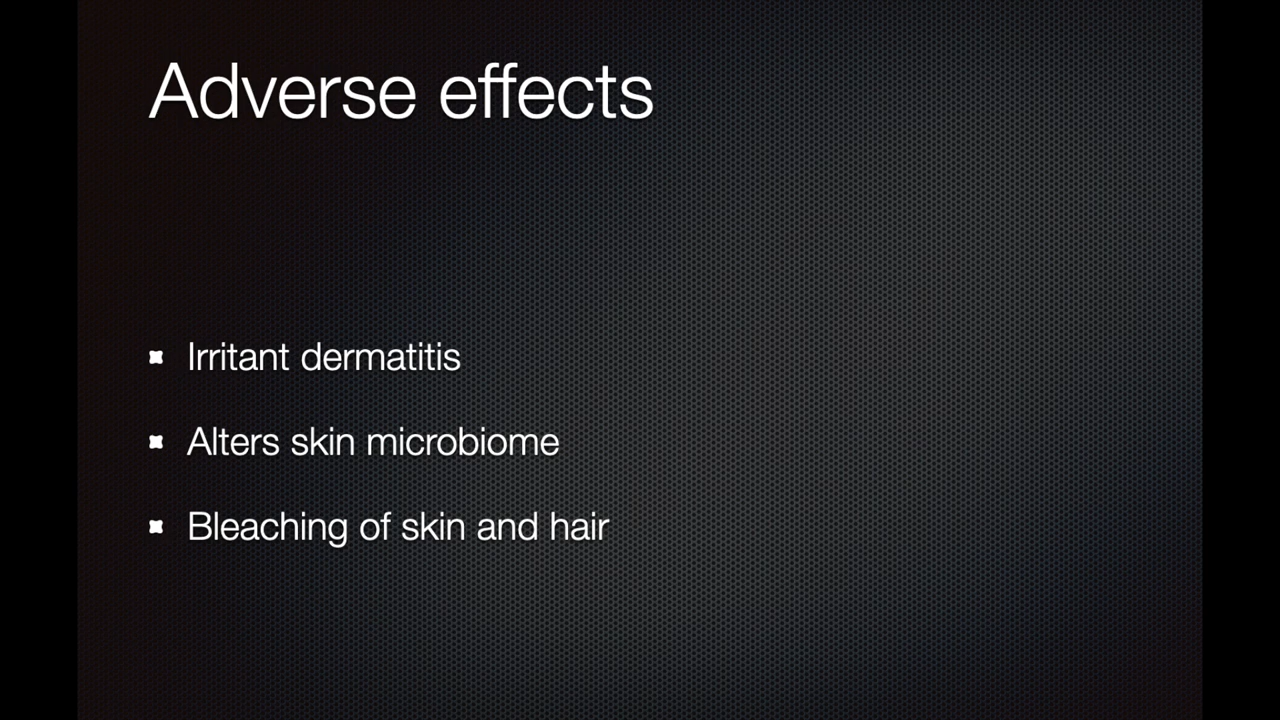 Adverse effects
Irritant dermatitis
Alters skin microbiome
Bleaching of skin and hair